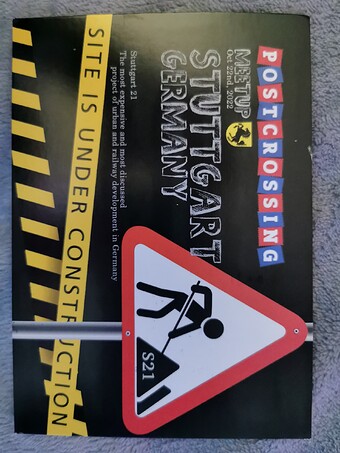 POSTCROSSING
MEETUP
Oct 22nd, 2022
STUTTGART
GERMANY
Stuttgart 21
The most expensive and most discussed
project of urban and railway development in Germany
S21
SITE IS UNDER CONSTRUCTION